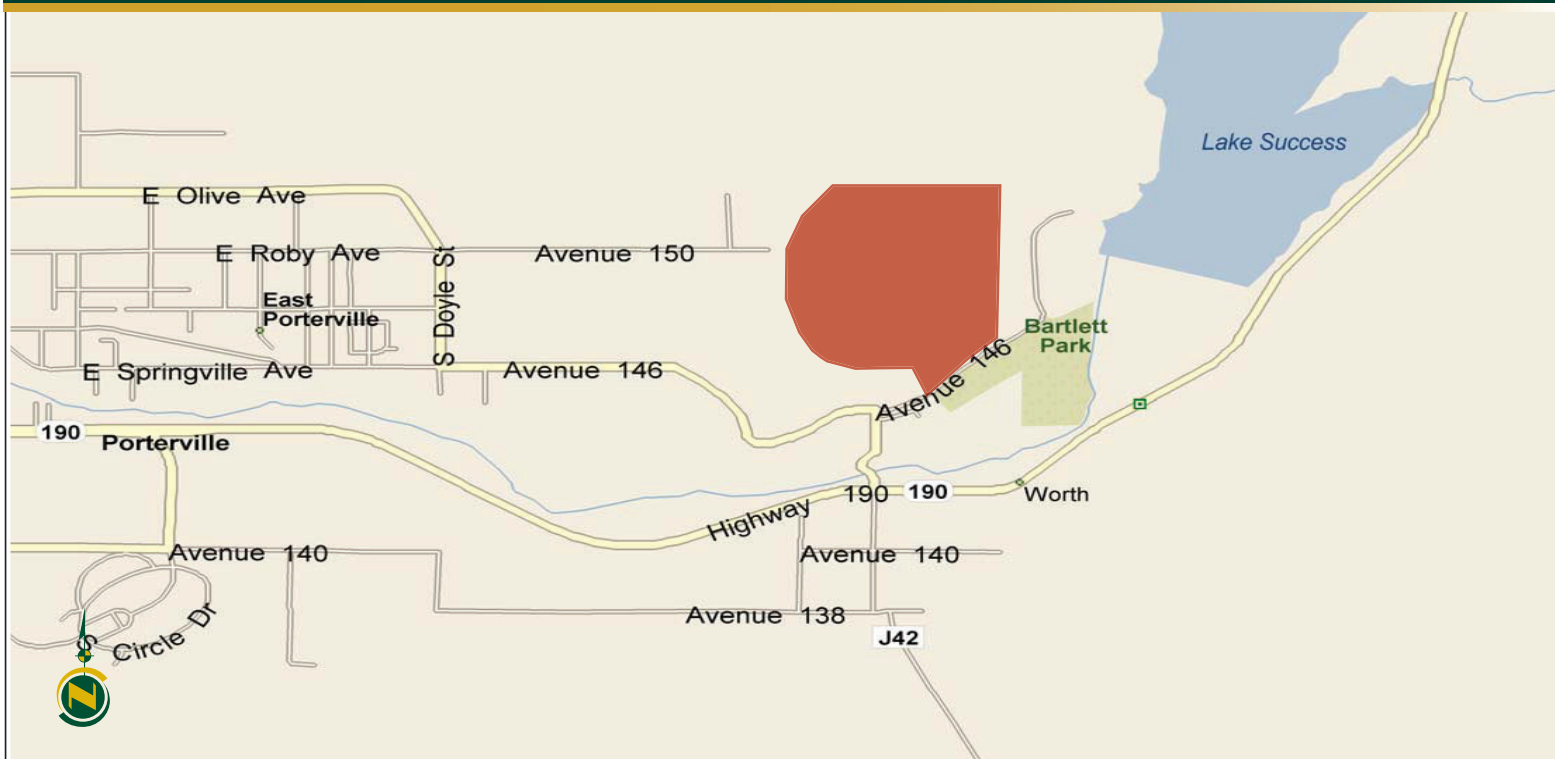 Lake Success
E Olive Ave
E Roby Ave
Avenue 150
S Doyle St
East
Porterville
Bartlett
Park
E Springville Ave
Avenue 146
Avenue 146
190
Porterville
Highway 190
190
Worth
Avenue 140
Avenue 140
Avenue 138
S Circle Dr
J42
N